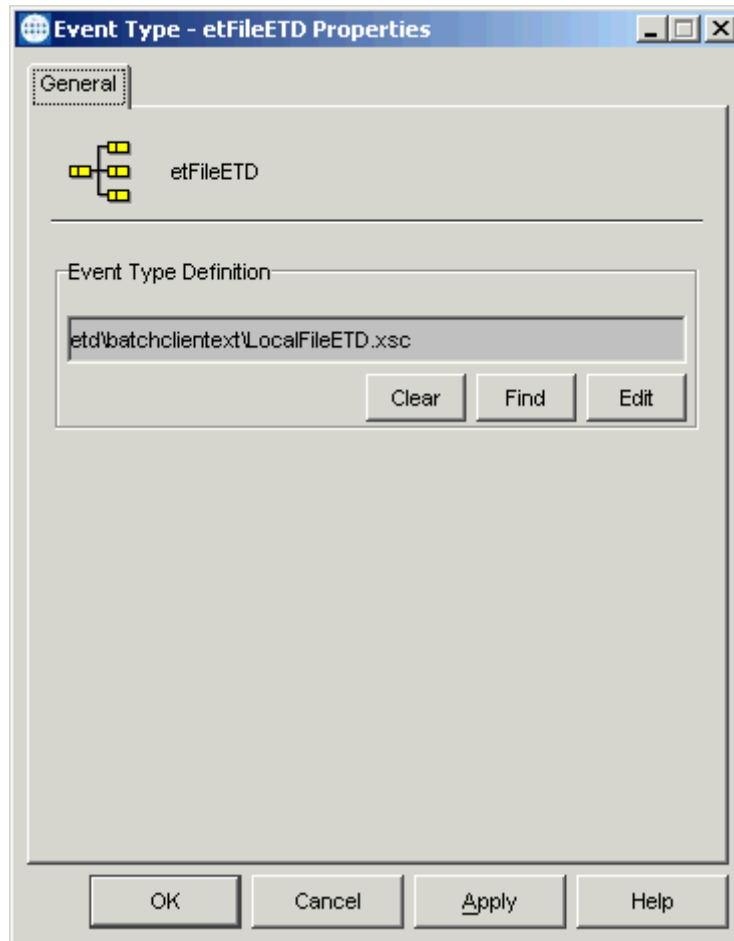 Event Type - etFileETD Properties
General
etFileETD
Event Type Definition
etd\batchclientext\LocalFileETD.xsc
Clear Find Edit
OK Cancel Apply Help